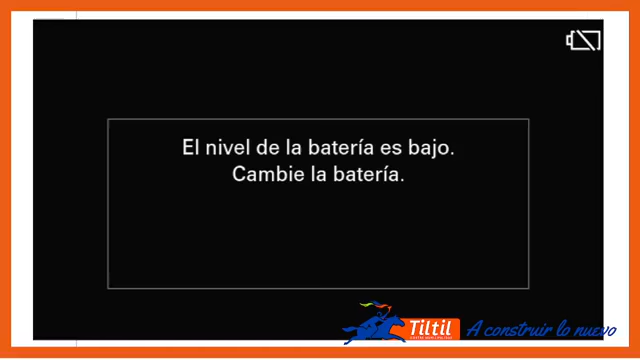 El nivel de la batería es bajo.
Cambie la batería.
Tiltil
A construir lo nuevo